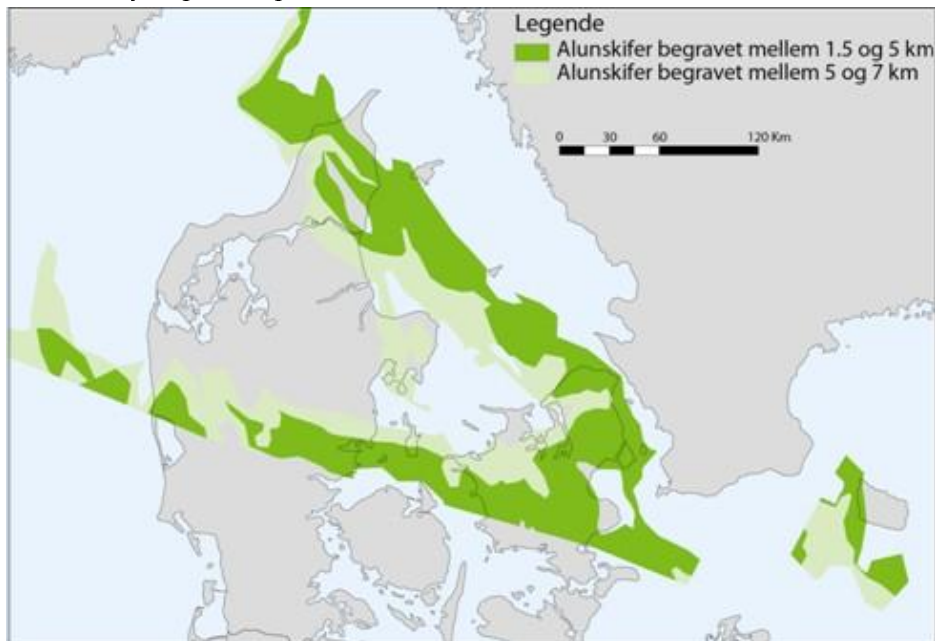 Legende
Alunskifer begravet mellem 1.5 og 5 km
Alunskifer begravet mellem 5 og 7 km
0 30 60 120 Km